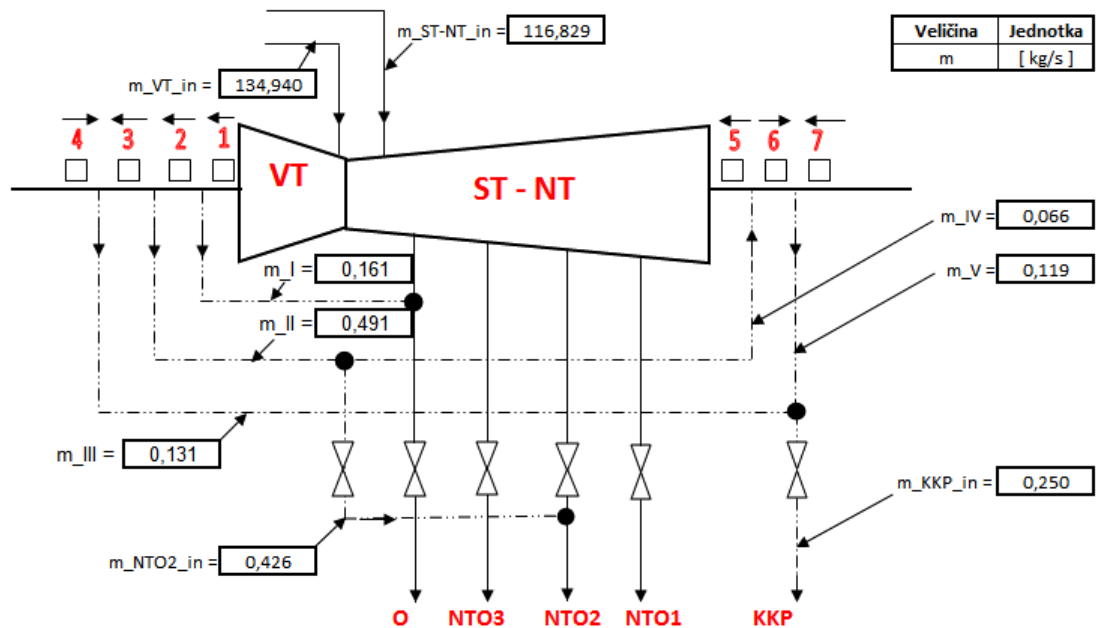 m_ST-NT_in = 116,829
Veličina Jednotka
m [ kg/s ]
m_VT_in = 134,940
4 3 2 1
5 6 7
VT
ST - NT
m_IV = 0,066
m_I = 0,161
m_V = 0,119
m_II = 0,491
m_III = 0,131
m_KKP_in = 0,250
m_NTO2_in = 0,426
O NTO3 NTO2 NTO1 KKP